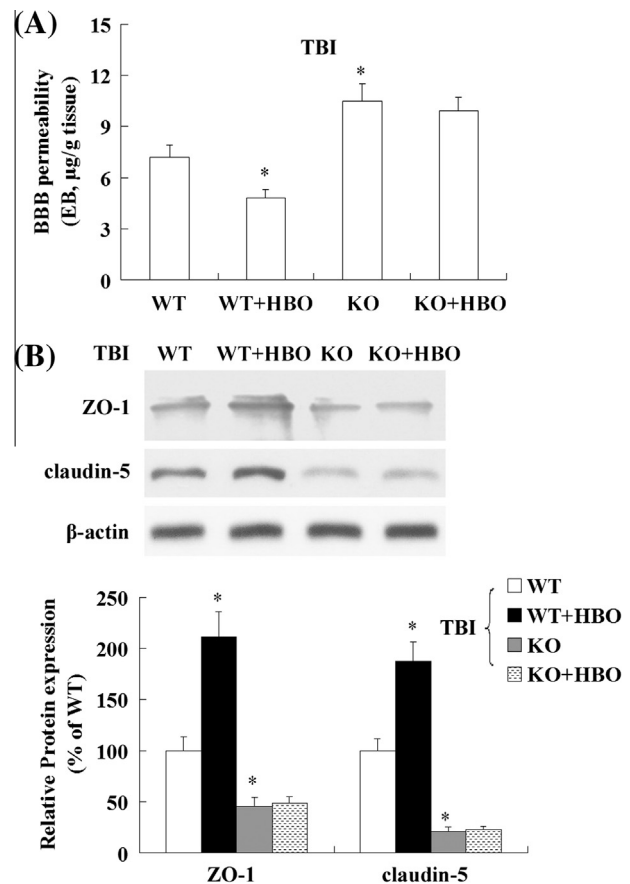 (A)
TBI
BBB permeability
(EB, µg/g tissue)
15
12
9
6
3
0
*
*
WT
WT+HBO
KO
KO+HBO
(B)
TBI WT WT+HBO KO KO+HBO
ZO-1
claudin-5
β-actin
Relative Protein expression
(% of WT)
250
200
150
100
50
0
*
*
*
*
TBI
WT
WT+HBO
KO
KO+HBO
ZO-1
claudin-5